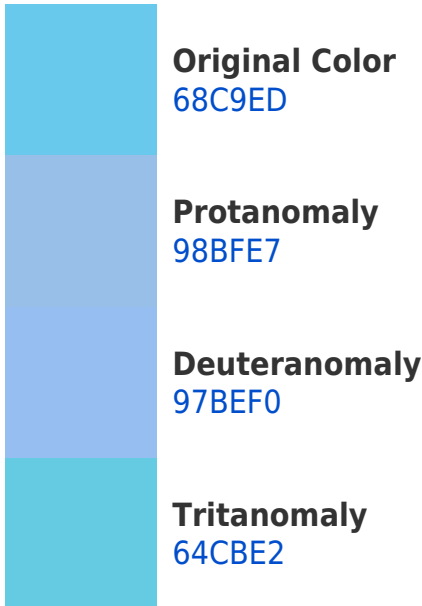 Original Color
68C9ED
Protanomaly
98BFE7
Deuteranomaly
97BEF0
Tritanomaly
64CBE2